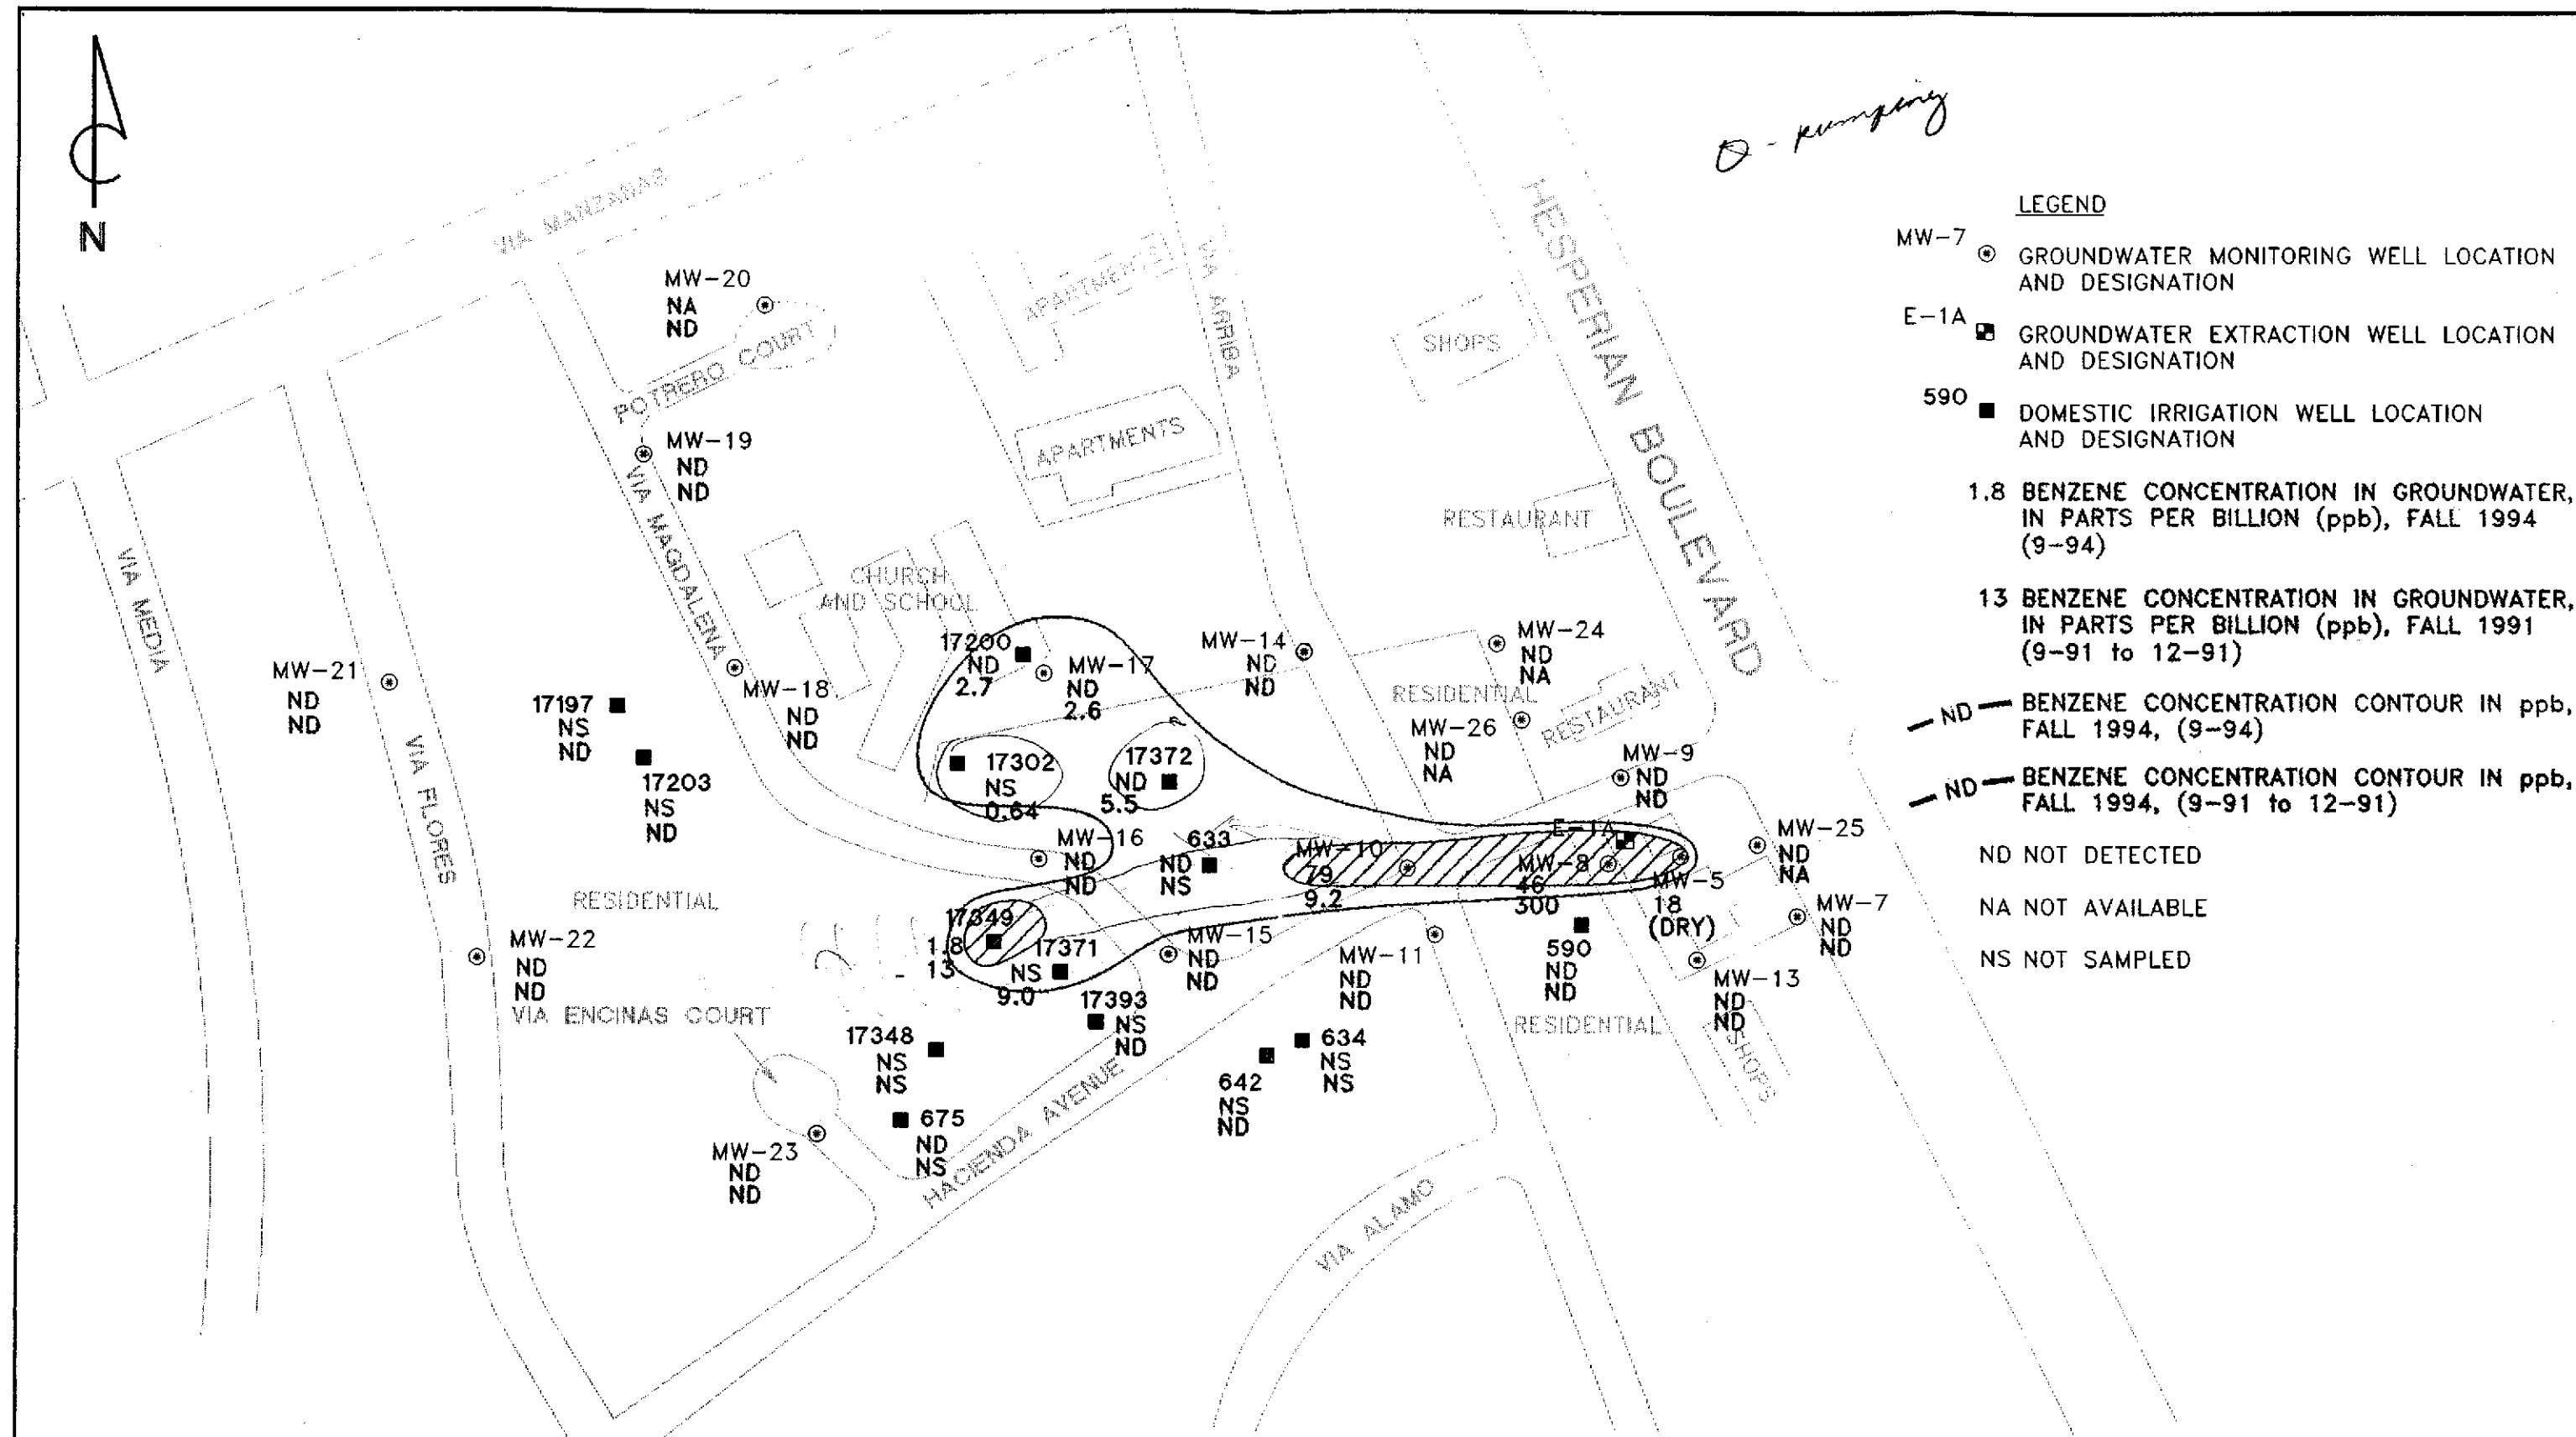 N
O - pumping
LEGEND
MW-7
GROUNDWATER MONITORING WELL LOCATION
AND DESIGNATION
E-1A
GROUNDWATER EXTRACTION WELL LOCATION
AND DESIGNATION
590
DOMESTIC IRRIGATION WELL LOCATION
AND DESIGNATION
1.8 BENZENE CONCENTRATION IN GROUNDWATER,
IN PARTS PER BILLION (ppb), FALL 1994
(9-94)
13 BENZENE CONCENTRATION IN GROUNDWATER,
IN PARTS PER BILLION (ppb), FALL 1991
(9-91 to 12-91)
ND BENZENE CONCENTRATION CONTOUR IN ppb,
FALL 1994, (9-94)
ND BENZENE CONCENTRATION CONTOUR IN ppb,
FALL 1994, (9-91 to 12-91)
ND NOT DETECTED
NA NOT AVAILABLE
NS NOT SAMPLED
VIA MANZANAS
MW-20
NA
ND
POTRERO COURT
MW-19
ND
ND
VIA MAGDALENA
APARTMENTS
APARTMENTS
VIA ARRIBA
SHOPS
HESPERIAN BOULEVARD
RESTAURANT
VIA MEDIA
CHURCH
AND SCHOOL
MW-21
ND
ND
VIA FLORES
17197
NS
ND
17203
NS
ND
MW-18
ND
ND
17200
ND
2.7
MW-17
ND
2.6
MW-14
ND
ND
MW-24
ND
NA
RESIDENTIAL
RESTAURANT
MW-26
ND
NA
17302
NS
0.64
17372
ND
5.5
MW-9
ND
ND
MW-16
ND
ND
633
ND
NS
MW-10
79
9.2
E-1A
MW-8
46
300
MW-5
18
(DRY)
MW-25
ND
NA
MW-7
ND
ND
RESIDENTIAL
MW-22
ND
ND
17349
1.8
13
17371
NS
9.0
MW-15
ND
ND
MW-11
ND
ND
590
ND
ND
MW-13
ND
ND
SHOPS
RESIDENTIAL
VIA ENCINAS COURT
17348
NS
NS
17393
NS
ND
634
NS
NS
642
NS
ND
675
ND
NS
MW-23
ND
ND
HACIENDA AVENUE
VIA ALAMO